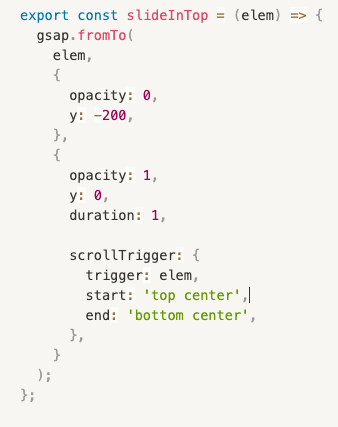 export const slideInTop = (elem) => {
  gsap.fromTo(
    elem,
    {
      opacity: 0,
      y: -200,
    },
    {
      opacity: 1,
      y: 0,
      duration: 1,

      scrollTrigger: {
        trigger: elem,
        start: 'top center',
        end: 'bottom center',
      },
    }
  );
};